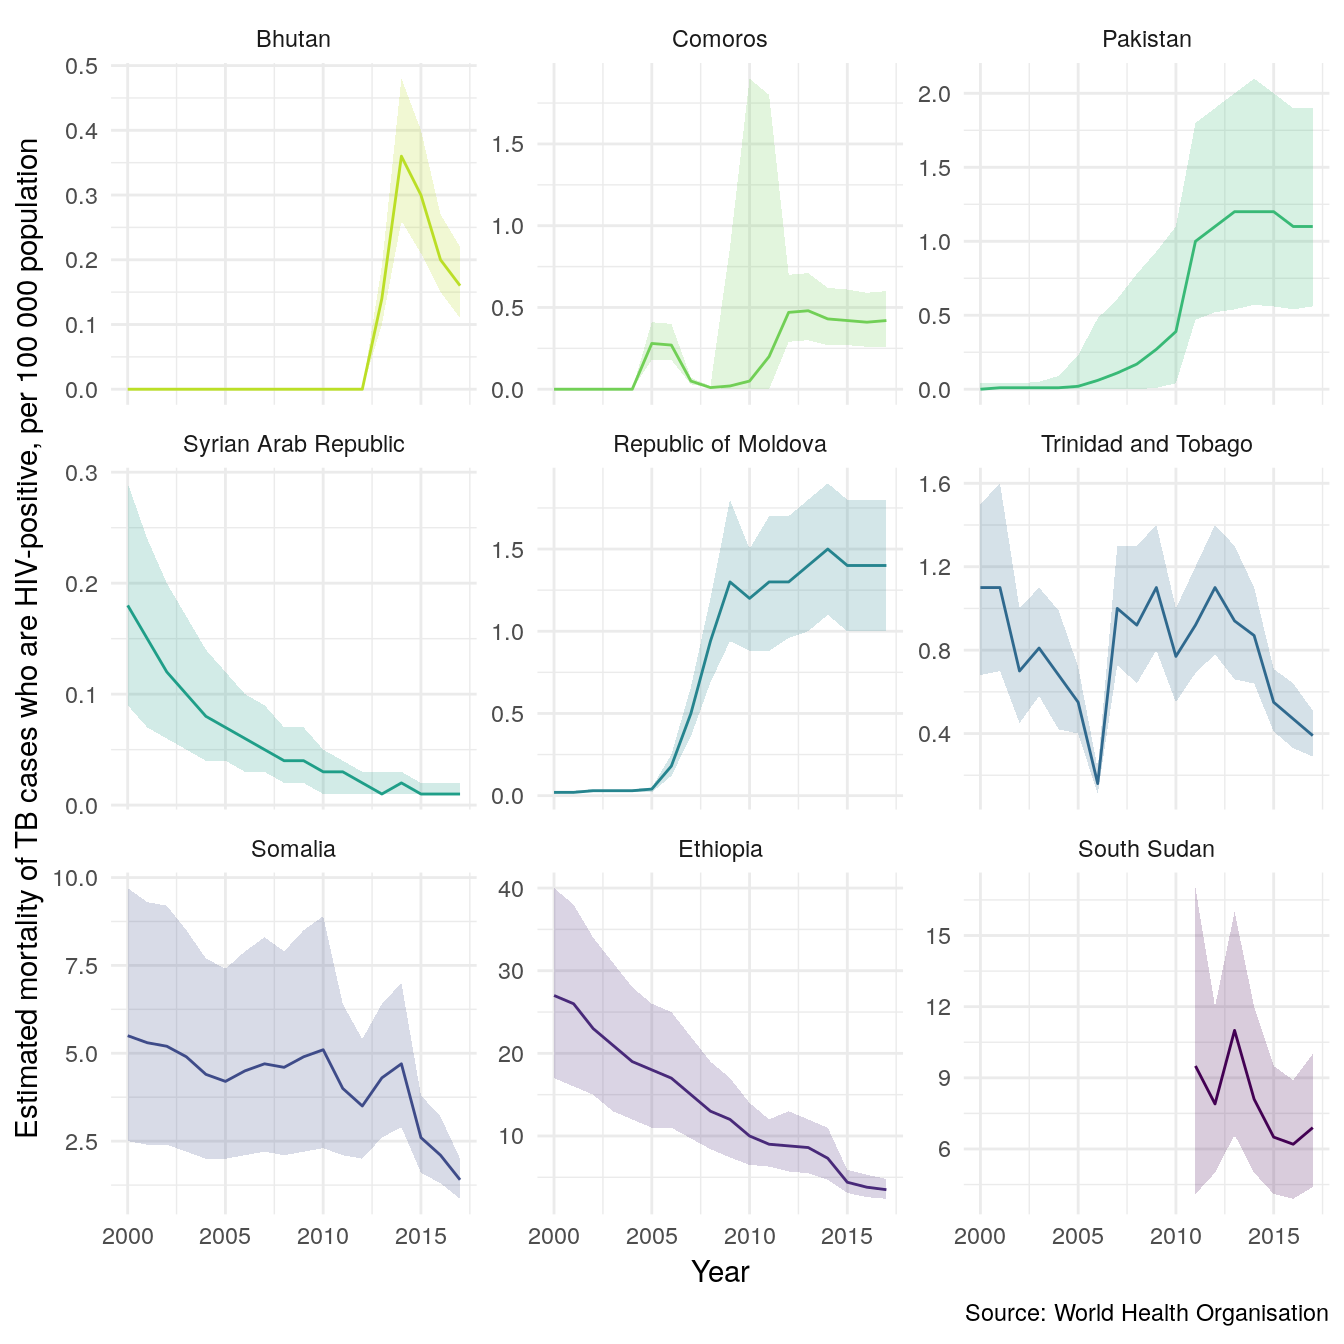 Estimated mortality of TB cases who are HIV-positive, per 100 000 population
Bhutan
0.5
0.4
0.3
0.2
0.1
0.0
Comoros
1.5
1.0
0.5
0.0
Pakistan
2.0
1.5
1.0
0.5
0.0
Syrian Arab Republic
0.3
0.2
0.1
0.0
Republic of Moldova
1.5
1.0
0.5
0.0
Trinidad and Tobago
1.6
1.2
0.8
0.4
Somalia
10.0
7.5
5.0
2.5
2000 2005 2010 2015
Ethiopia
40
30
20
10
2000 2005 2010 2015
South Sudan
15
12
9
6
2000 2005 2010 2015
Year
Source: World Health Organisation